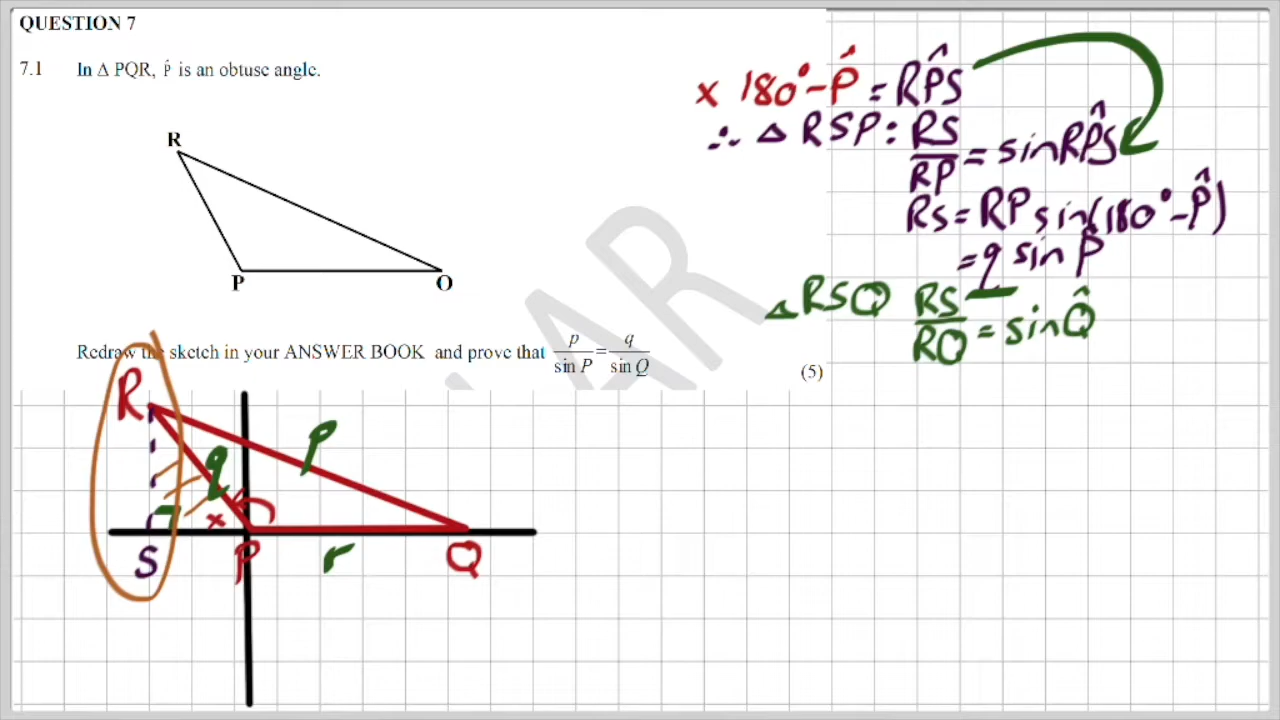 QUESTION 7
7.1 In Δ PQR, P̂ is an obtuse angle.
R
P
Q
Redraw the sketch in your ANSWER BOOK and prove that p/sin P = q/sin Q
(5)
x 180° - P̂ = RP̂S
∴ Δ RSP : RS/RP = sin RP̂S
RS = RP sin(180° - P̂)
= q sin P̂
Δ RSQ RS/RQ = sin Q̂
R
p
q
x
S
P
r
Q